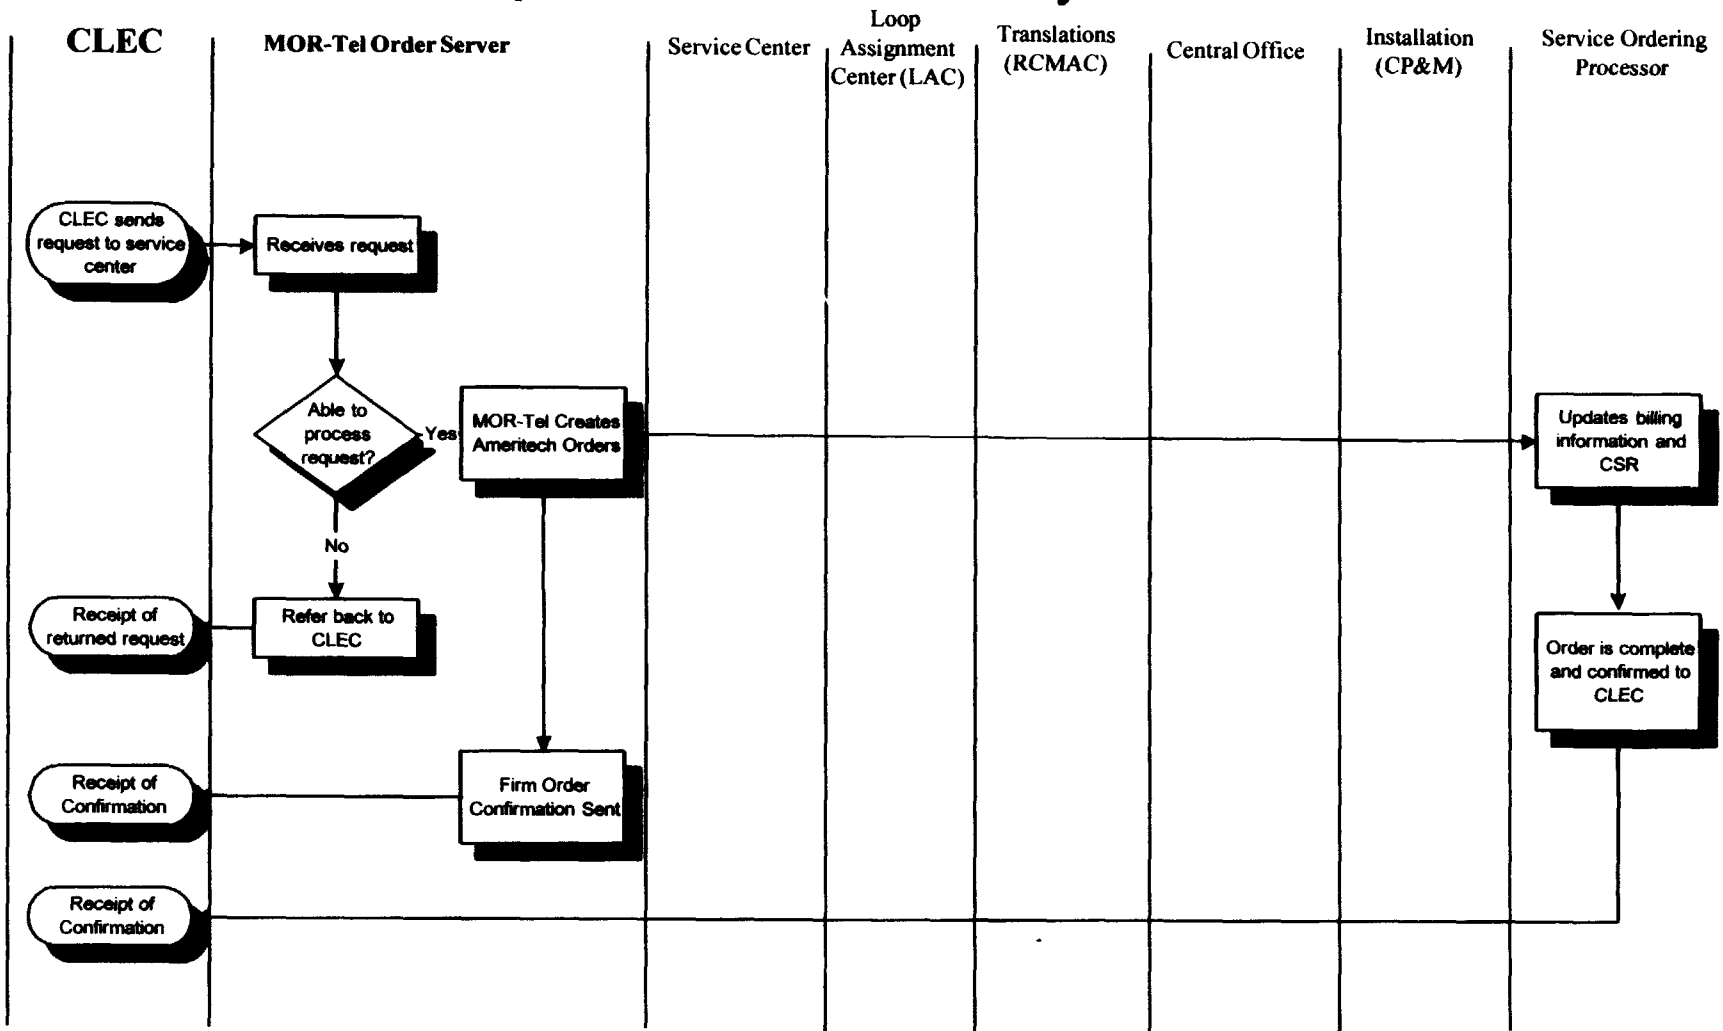 CLEC
MOR-Tel Order Server
Service Center
Loop
Assignment
Center (LAC)
Translations
(RCMAC)
Central Office
Installation
(CP&M)
Service Ordering
Processor
CLEC sends
request to service
center
Receives request
Able to
process
request?
Yes
MOR-Tel Creates
Ameritech Orders
Updates billing
information and
CSR
No
Receipt of
returned request
Refer back to
CLEC
Order is complete
and confirmed to
CLEC
Receipt of
Confirmation
Firm Order
Confirmation Sent
Receipt of
Confirmation